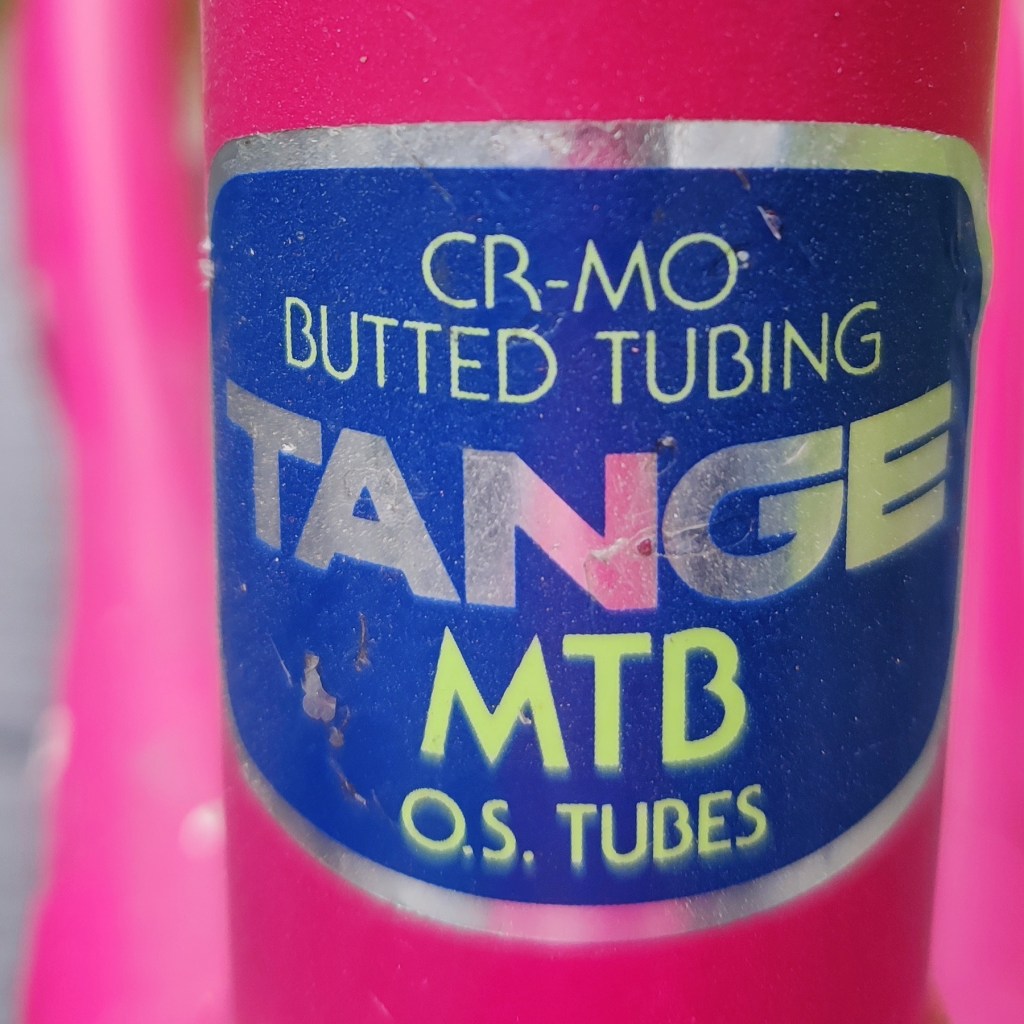 CR-MO
BUTTED TUBING
TANGE
MTB
O.S. TUBES